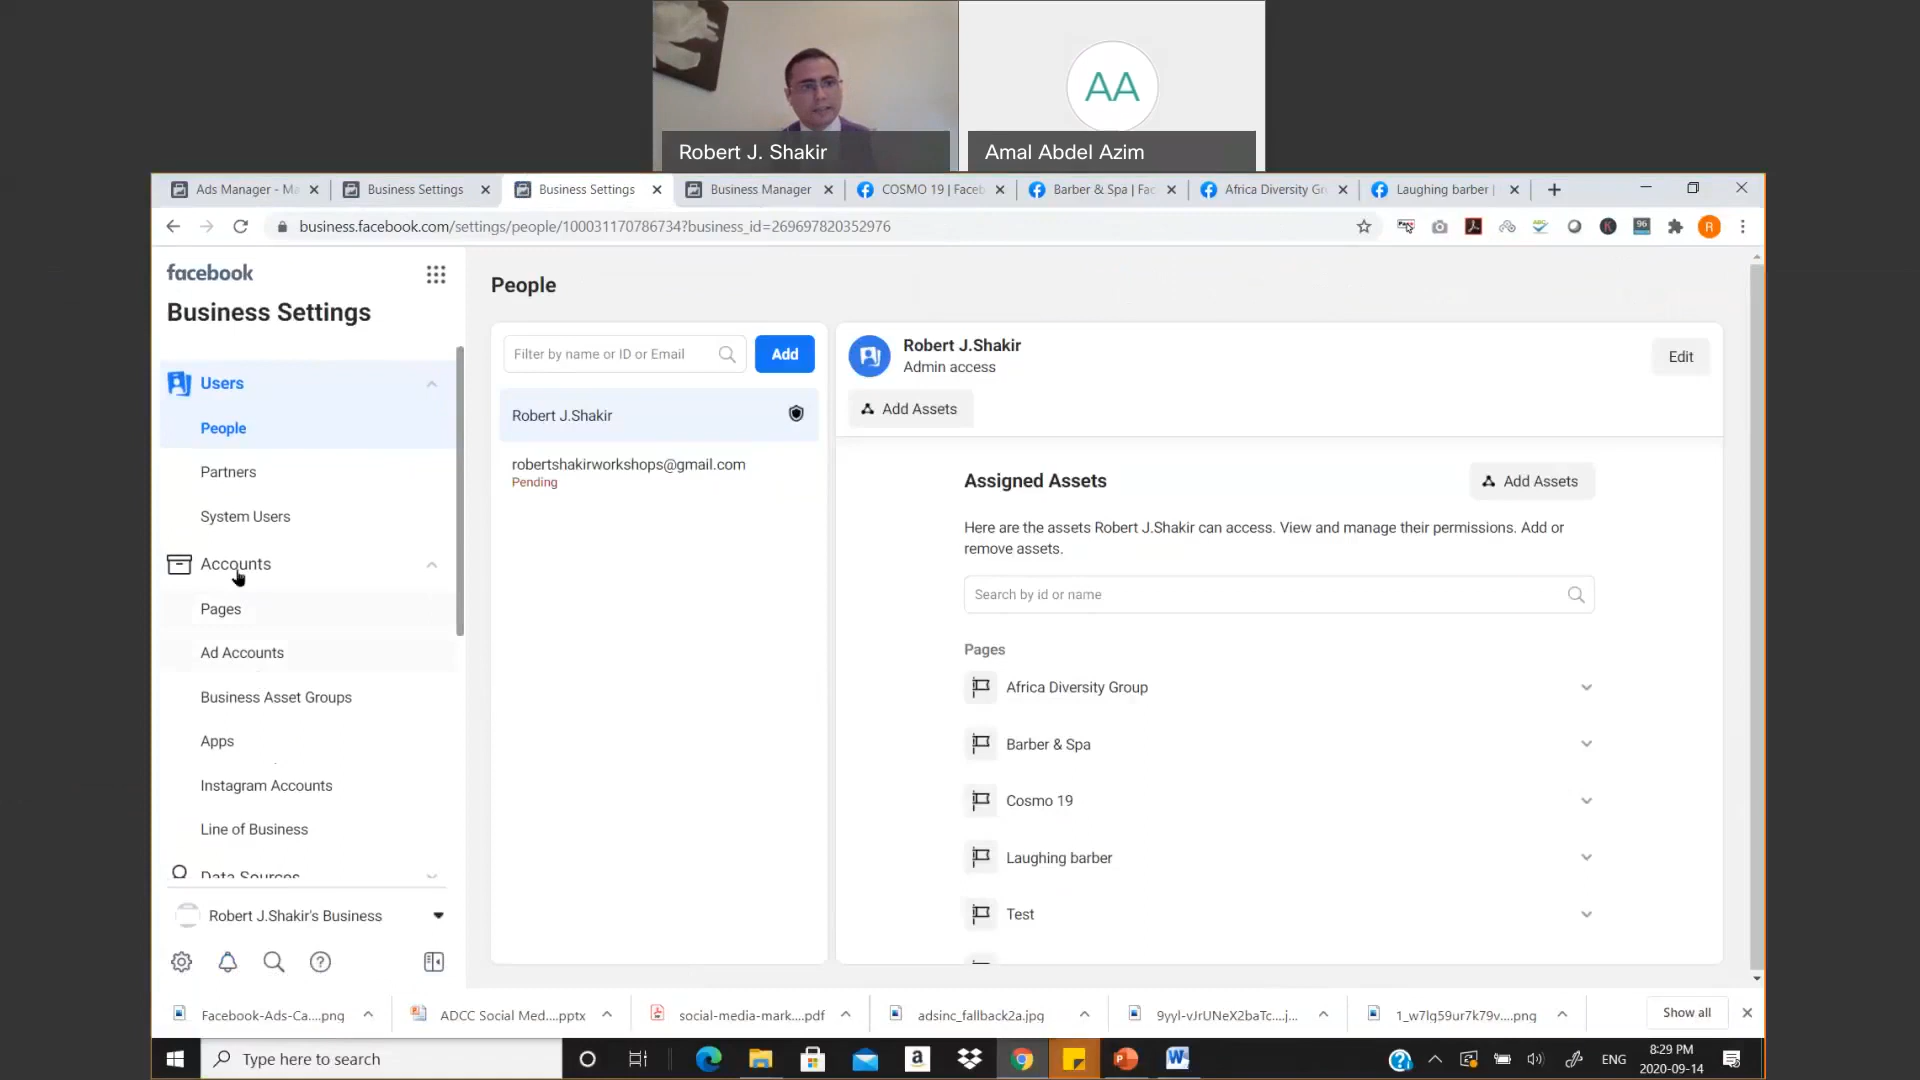 AA
Robert J. Shakir
Amal Abdel Azim
Ads Manager - Ma
Business Settings
Business Settings
Business Manager
COSMO 19 | Faceb
Barber & Spa | Fac
Africa Diversity Gr
Laughing barber |
business.facebook.com/settings/people/100031170786734?business_id=269697820352976
96
R
facebook
Business Settings
Users
People
Partners
System Users
Accounts
Pages
Ad Accounts
Business Asset Groups
Apps
Instagram Accounts
Line of Business
Data Sources
Robert J.Shakir's Business
People
Filter by name or ID or Email
Add
Robert J.Shakir
robertshakirworkshops@gmail.com
Pending
Robert J.Shakir
Admin access
Edit
Add Assets
Assigned Assets
Add Assets
Here are the assets Robert J.Shakir can access. View and manage their permissions. Add or
remove assets.
Search by id or name
Pages
Africa Diversity Group
Barber & Spa
Cosmo 19
Laughing barber
Test
Facebook-Ads-Ca....png
ADCC Social Med....pptx
social-media-mark....pdf
adsinc_fallback2a.jpg
9yyl-vJrUNeX2baTc....j...
1_w7lg59ur7k79v....png
Show all
Type here to search
ENG
8:29 PM
2020-09-14